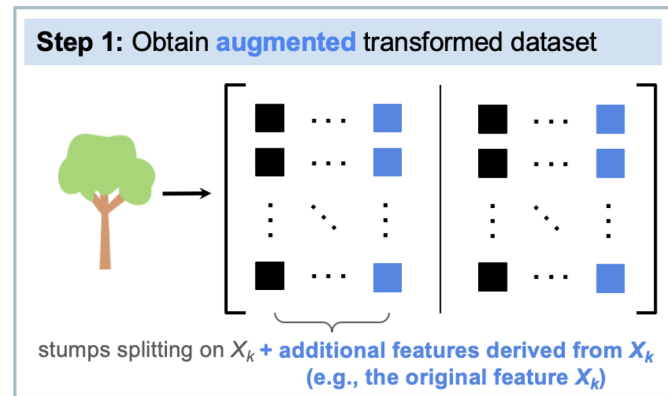 Step 1: Obtain augmented transformed dataset
stumps splitting on Xₖ + additional features derived from Xₖ
(e.g., the original feature Xₖ)